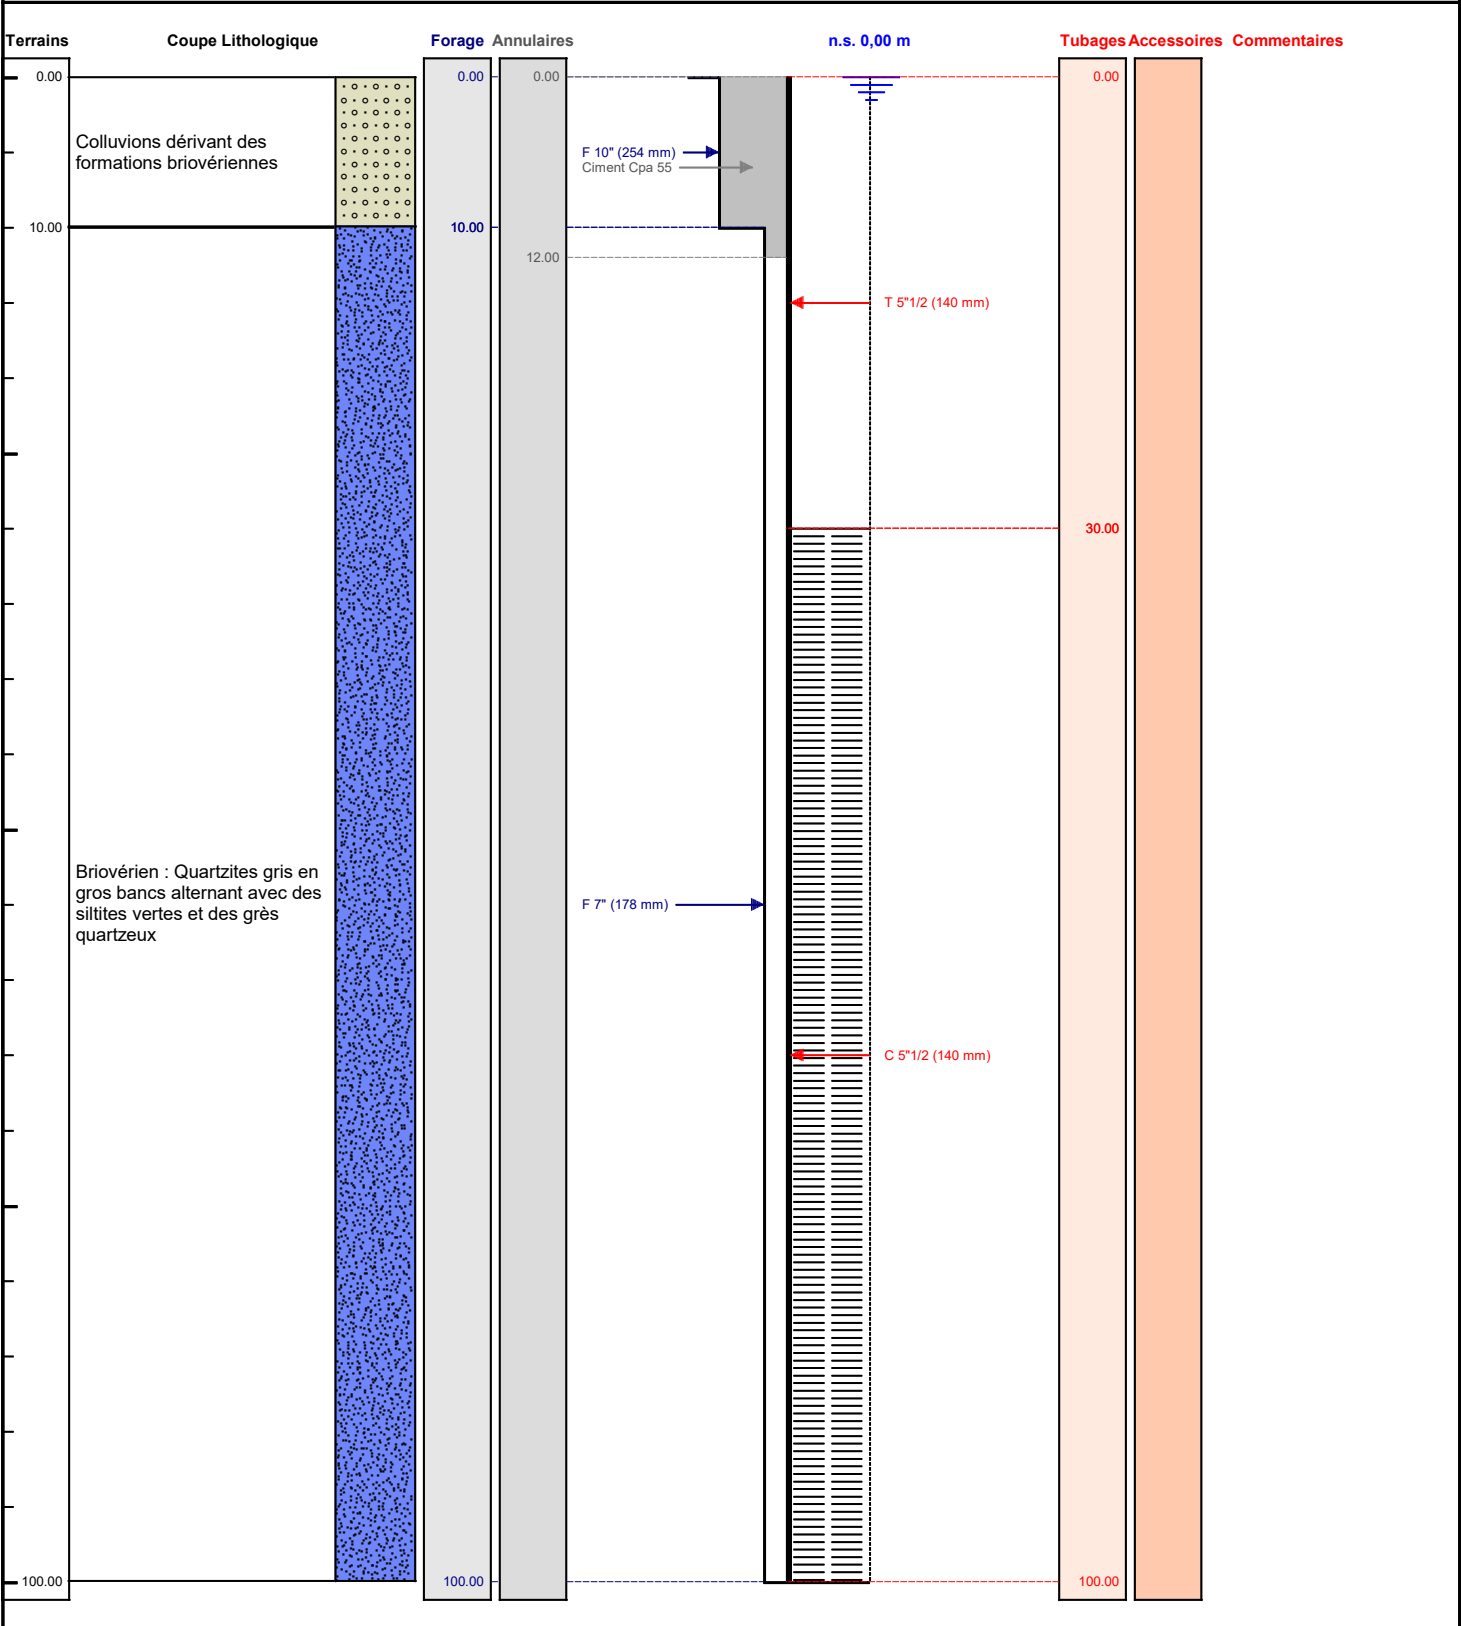 Terrains Coupe Lithologique Forage Annulaires n.s. 0,00 m Tubages Accessoires Commentaires
0.00 0.00 0.00 0.00
Colluvions dérivant des
formations briovériennes
F 10" (254 mm)
Ciment Cpa 55
10.00 10.00
12.00
T 5"1/2 (140 mm)
30.00
Briovérien : Quartzites gris en
gros bancs alternant avec des
siltites vertes et des grès
quartzeux
F 7" (178 mm)
C 5"1/2 (140 mm)
100.00 100.00 100.00